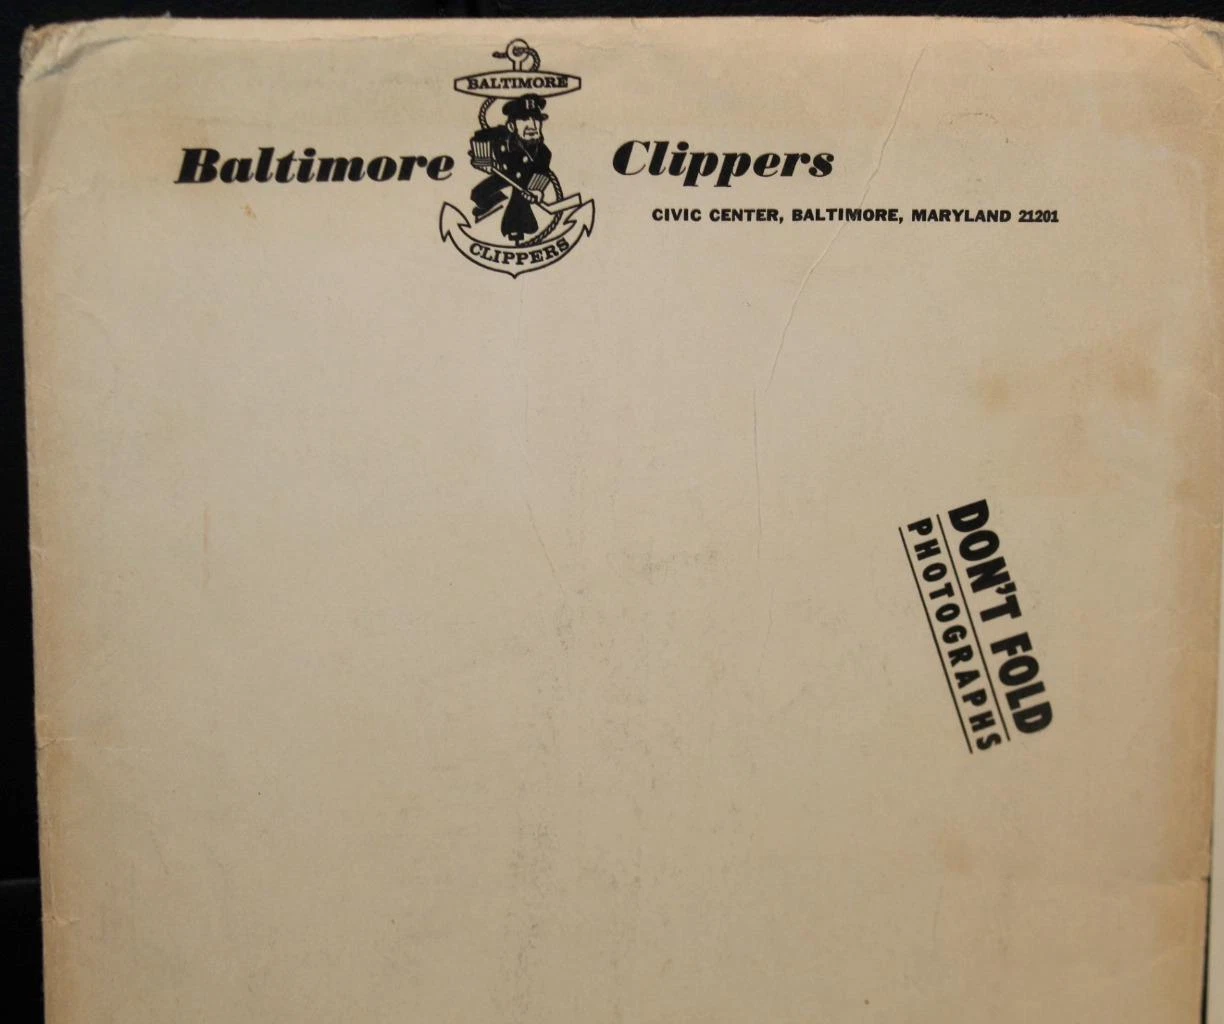 BALTIMORE
B
Baltimore Clippers
CIVIC CENTER, BALTIMORE, MARYLAND 21201
CLIPPERS
DON'T FOLD
PHOTOGRAPHS